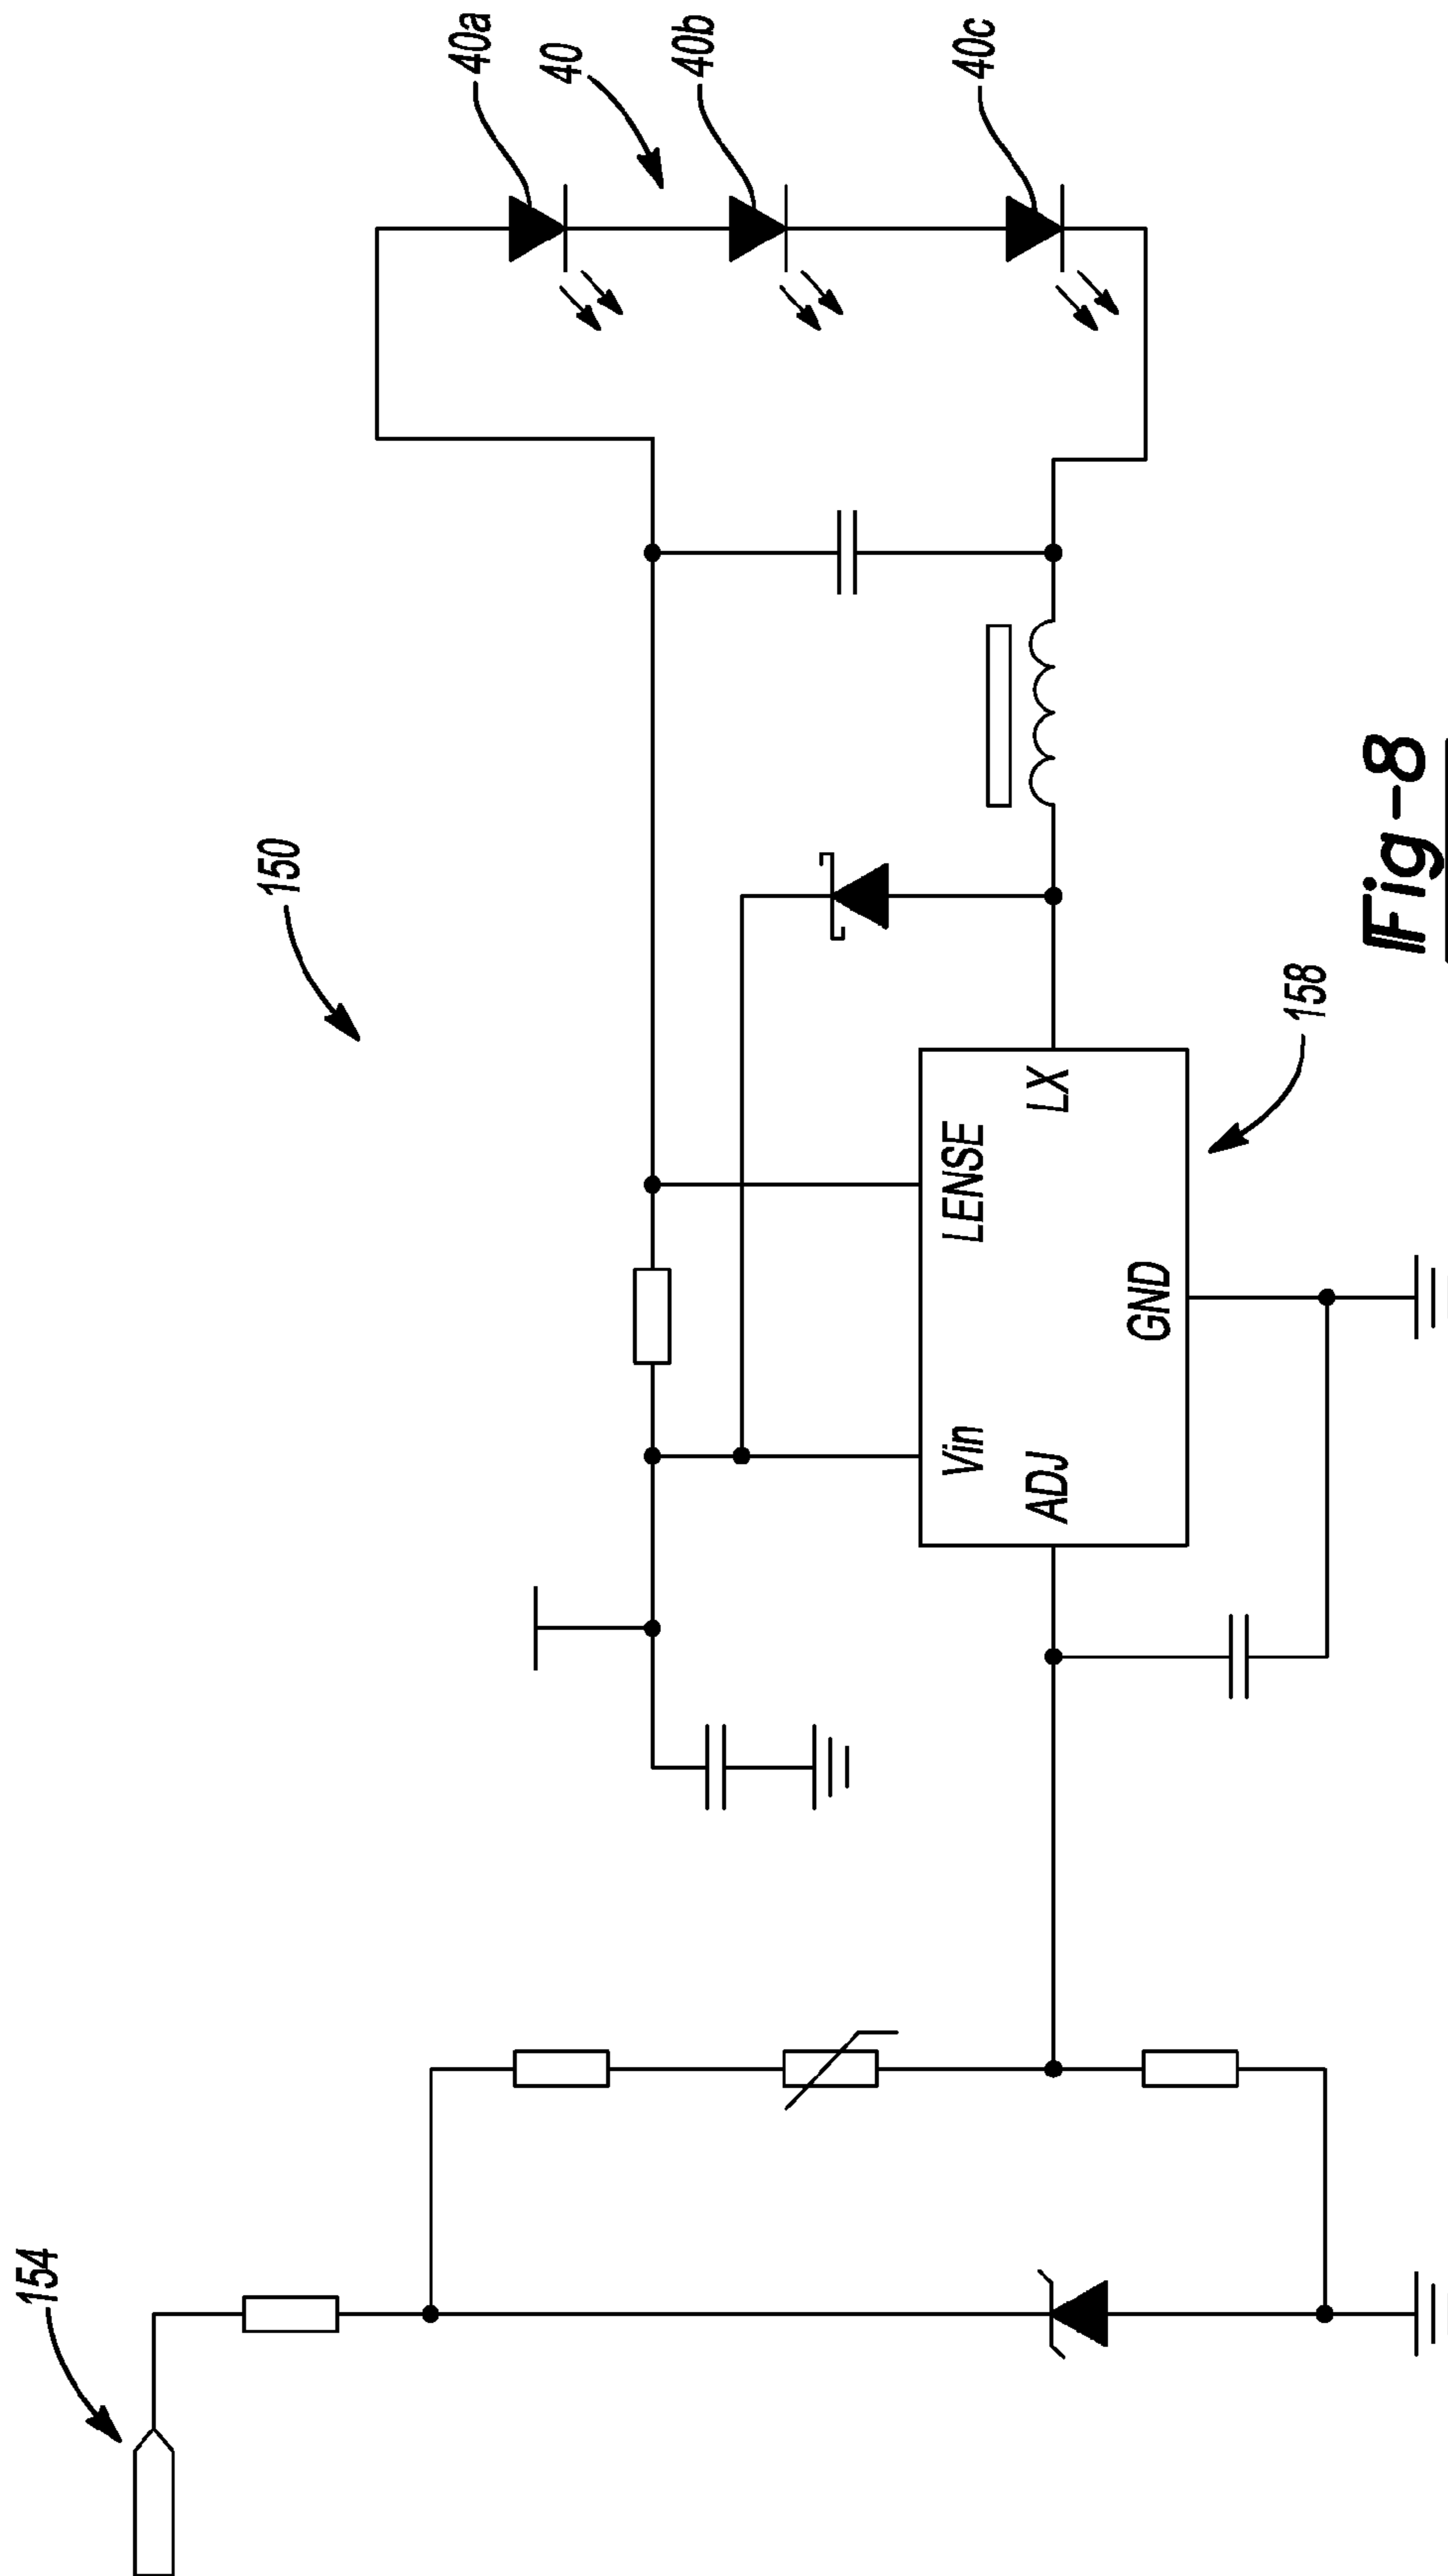 154
150
40a
40
40b
40c
Vin
LENSE
ADJ
LX
GND
158
Fig-8